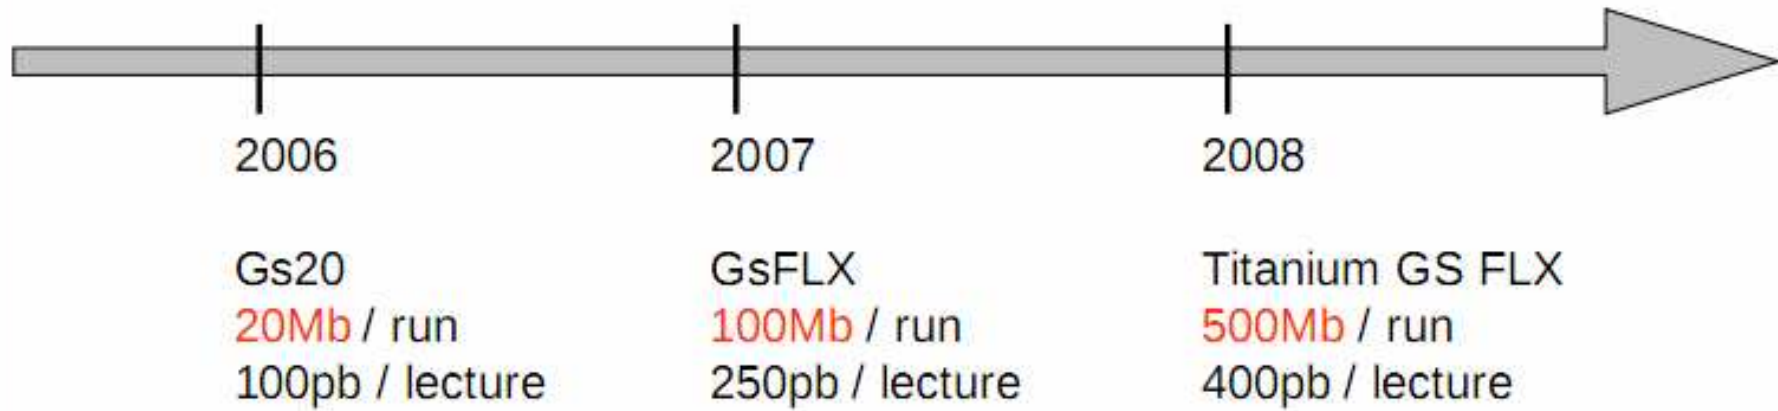 2006
Gs20
20Mb / run
100pb / lecture
2007
GsFLX
100Mb / run
250pb / lecture
2008
Titanium GS FLX
500Mb / run
400pb / lecture